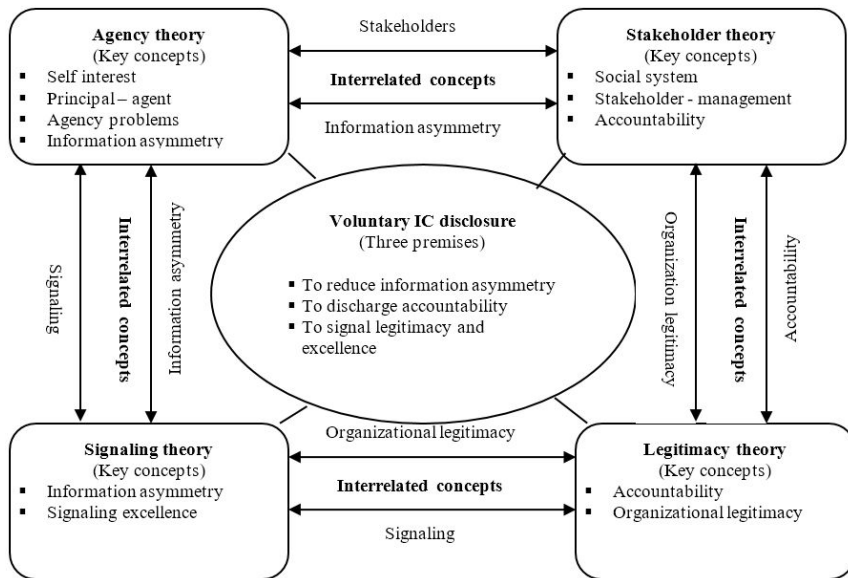 Agency theory
(Key concepts)
▪ Self interest
▪ Principal – agent
▪ Agency problems
▪ Information asymmetry
Stakeholders
Interrelated concepts
Information asymmetry
Stakeholder theory
(Key concepts)
▪ Social system
▪ Stakeholder - management
▪ Accountability
Signaling
Interrelated concepts
Information asymmetry
Voluntary IC disclosure
(Three premises)
▪ To reduce information asymmetry
▪ To discharge accountability
▪ To signal legitimacy and
excellence
Organization
legitimacy
Interrelated concepts
Accountability
Signaling theory
(Key concepts)
▪ Information asymmetry
▪ Signaling excellence
Organizational legitimacy
Interrelated concepts
Signaling
Legitimacy theory
(Key concepts)
▪ Accountability
▪ Organizational legitimacy